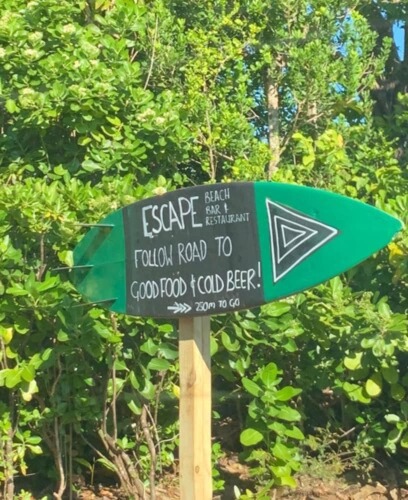 ESCAPE BEACH
BAR &
RESTAURANT
FOLLOW ROAD TO
GOOD FOOD & COLD BEER!
250m TO GO